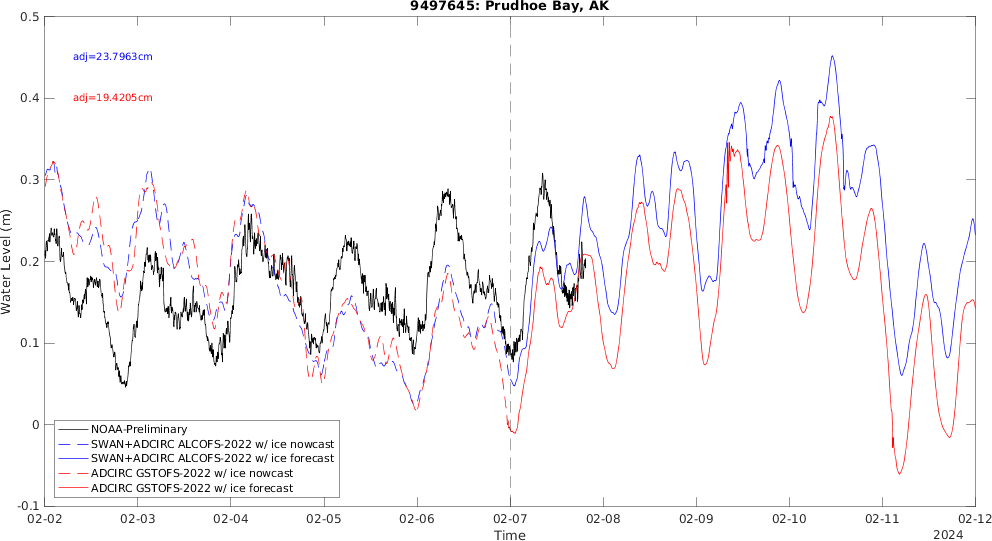 9497645: Prudhoe Bay, AK
adj=23.7963cm
adj=19.4205cm
Water Level (m)
0.5
0.4
0.3
0.2
0.1
0
-0.1
NOAA-Preliminary
SWAN+ADCIRC ALCOFS-2022 w/ ice nowcast
SWAN+ADCIRC ALCOFS-2022 w/ ice forecast
ADCIRC GSTOFS-2022 w/ ice nowcast
ADCIRC GSTOFS-2022 w/ ice forecast
02-02 02-03 02-04 02-05 02-06 02-07 02-08 02-09 02-10 02-11 02-12
Time
2024